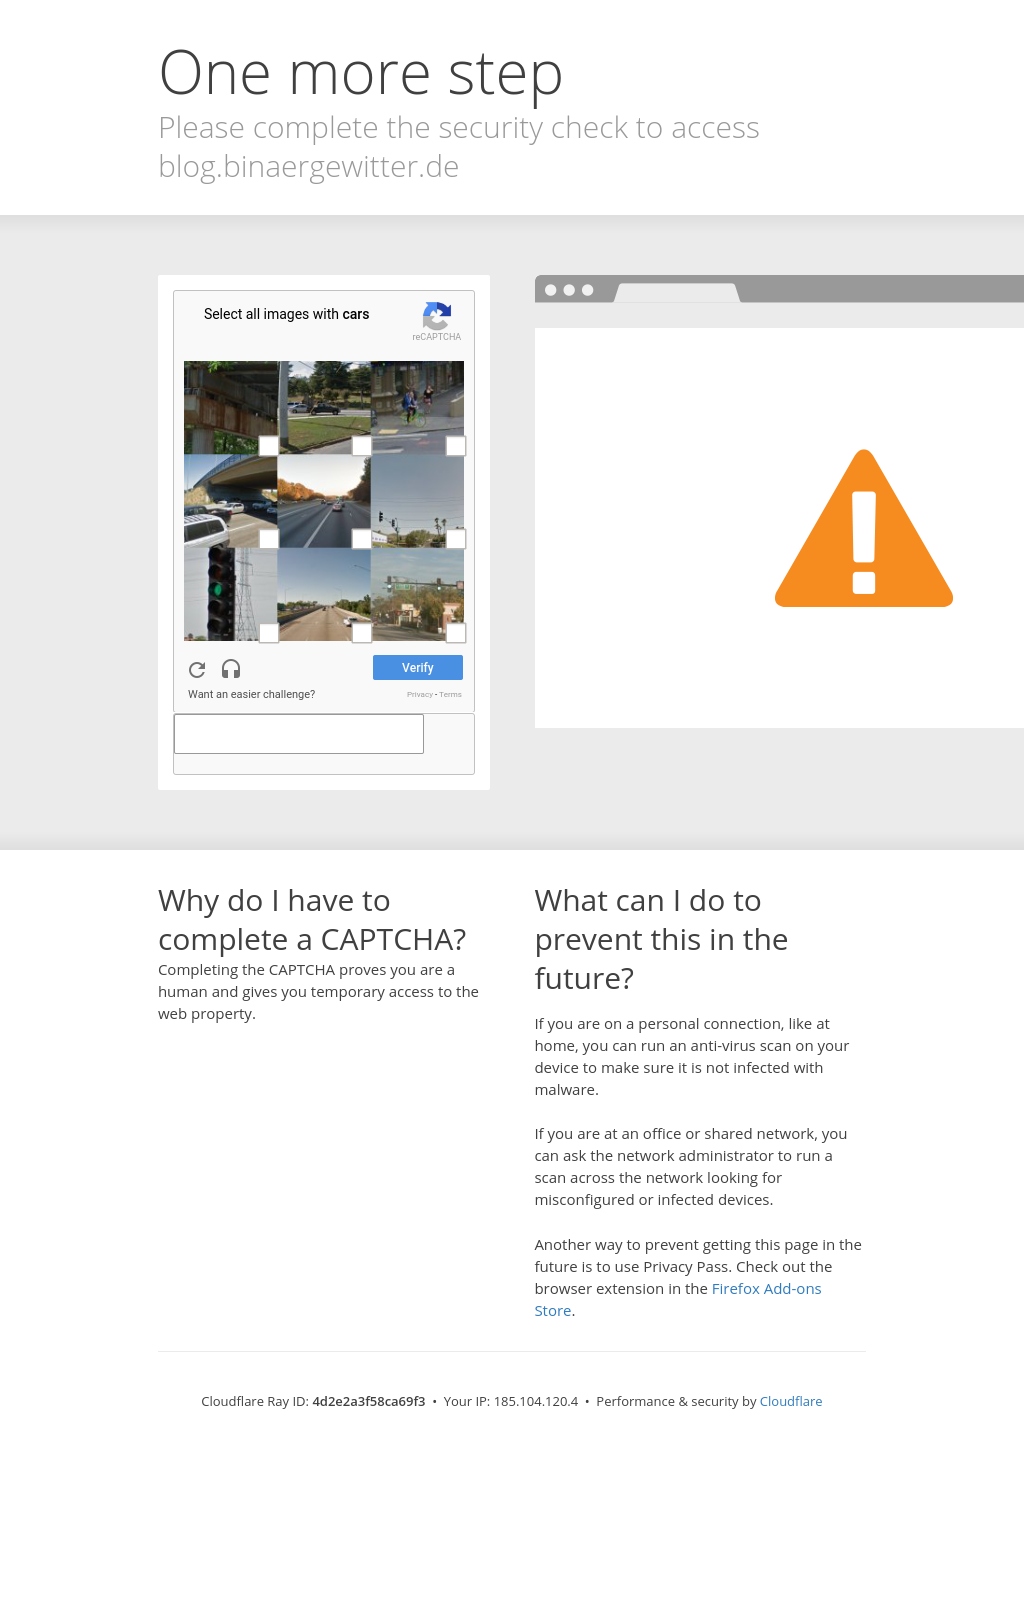 One more step
Please complete the security check to access
blog.binaergewitter.de
Select all images with cars
reCAPTCHA
Verify
Want an easier challenge?
Privacy - Terms
Why do I have to
complete a CAPTCHA?
Completing the CAPTCHA proves you are a
human and gives you temporary access to the
web property.
What can I do to
prevent this in the
future?
If you are on a personal connection, like at
home, you can run an anti-virus scan on your
device to make sure it is not infected with
malware.
If you are at an office or shared network, you
can ask the network administrator to run a
scan across the network looking for
misconfigured or infected devices.
Another way to prevent getting this page in the
future is to use Privacy Pass. Check out the
browser extension in the Firefox Add-ons
Store.
Cloudflare Ray ID: 4d2e2a3f58ca69f3 • Your IP: 185.104.120.4 • Performance & security by Cloudflare